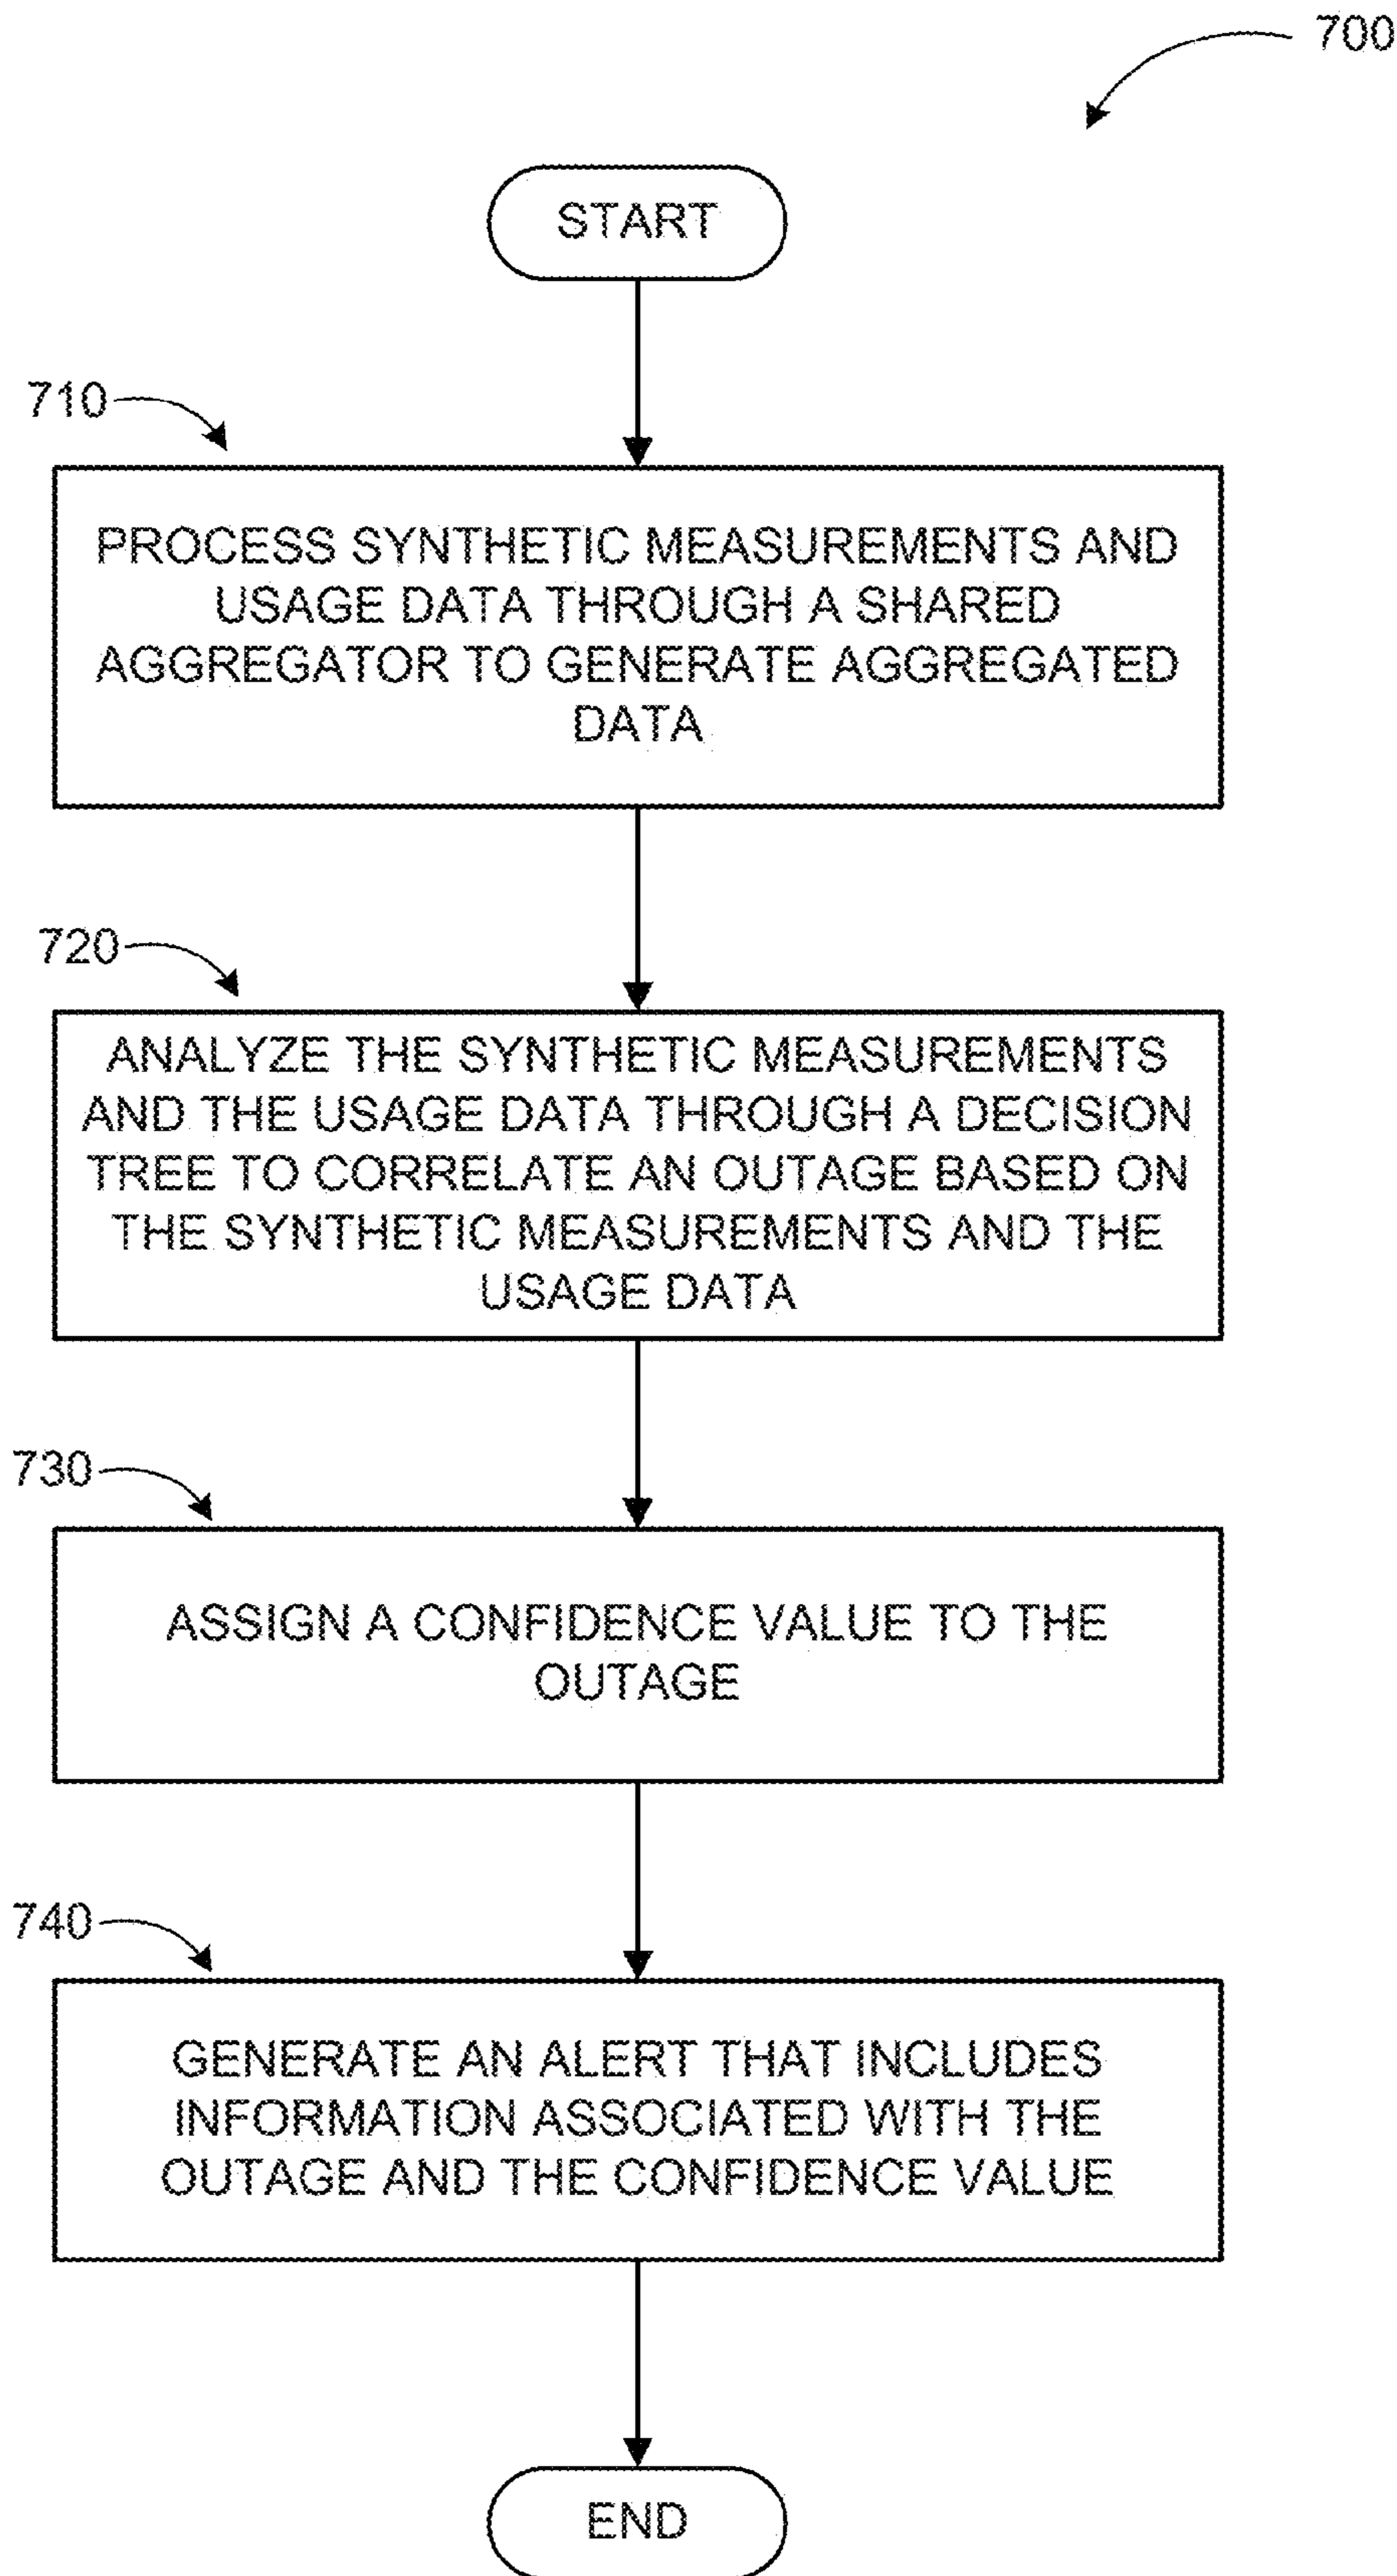 700
START
710
PROCESS SYNTHETIC MEASUREMENTS AND
USAGE DATA THROUGH A SHARED
AGGREGATOR TO GENERATE AGGREGATED
DATA
720
ANALYZE THE SYNTHETIC MEASUREMENTS
AND THE USAGE DATA THROUGH A DECISION
TREE TO CORRELATE AN OUTAGE BASED ON
THE SYNTHETIC MEASUREMENTS AND THE
USAGE DATA
730
ASSIGN A CONFIDENCE VALUE TO THE
OUTAGE
740
GENERATE AN ALERT THAT INCLUDES
INFORMATION ASSOCIATED WITH THE
OUTAGE AND THE CONFIDENCE VALUE
END